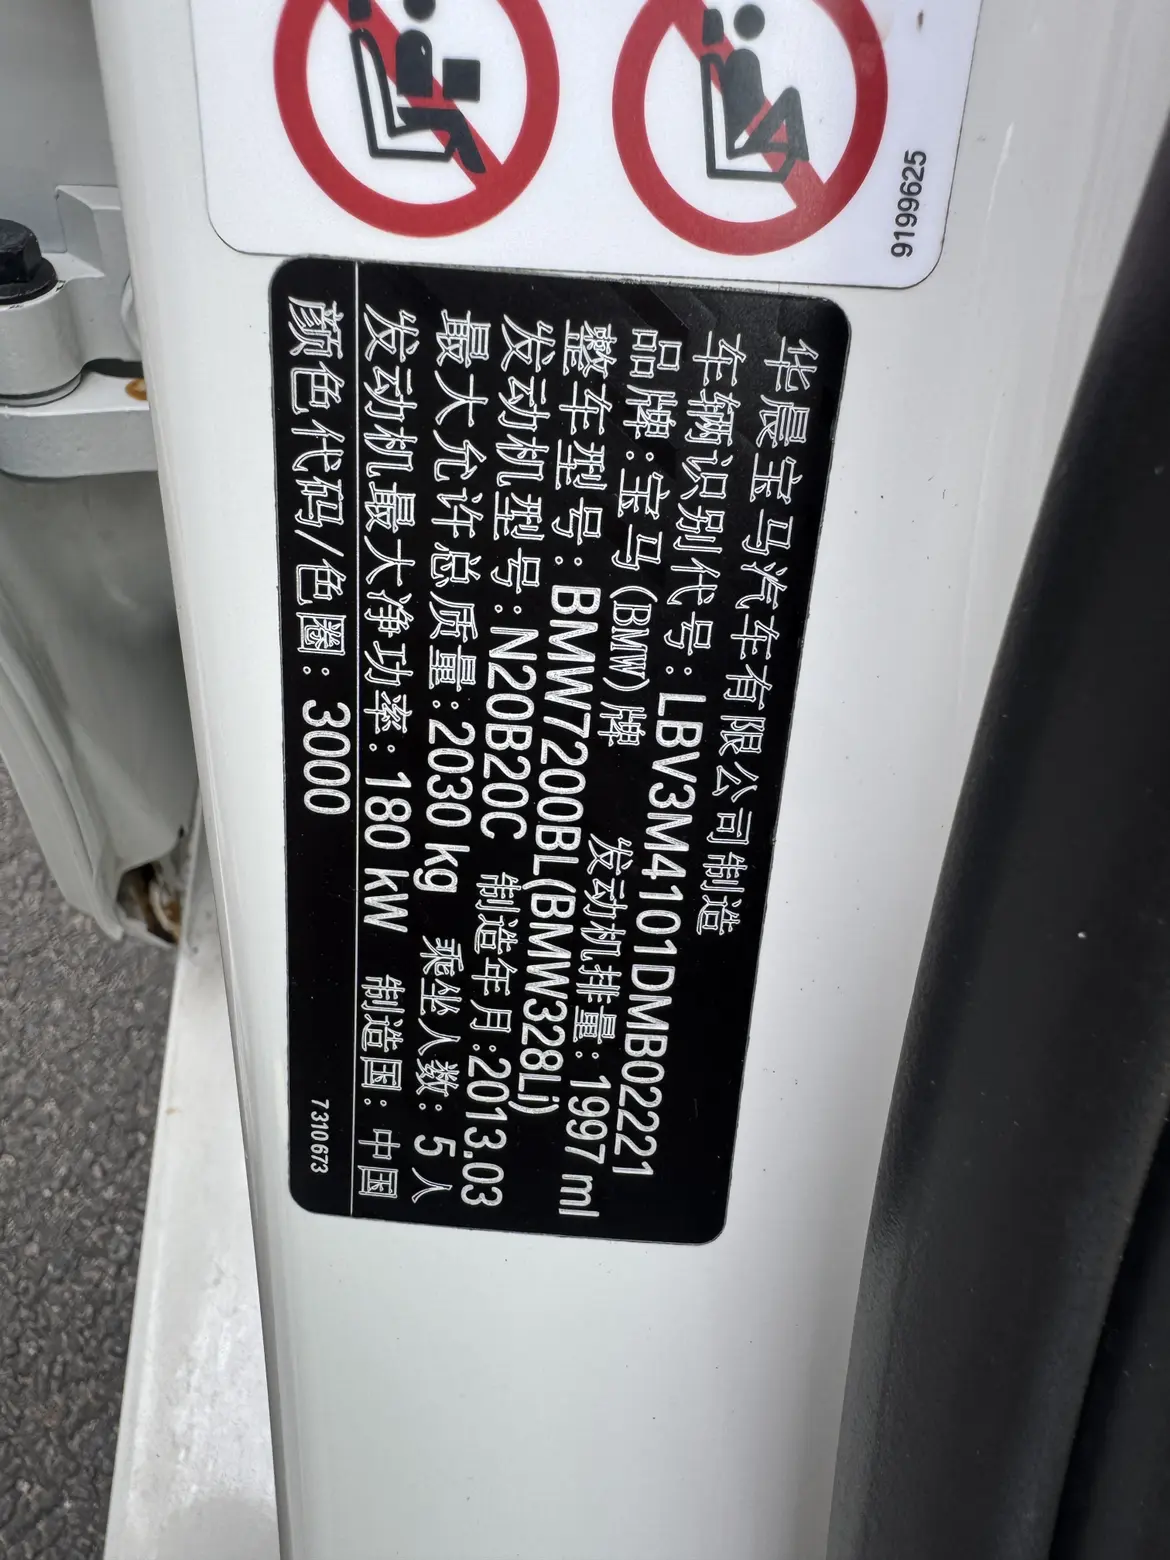 9199625
华晨宝马汽车有限公司制造
车辆识别代号:LBV3M4101DMB02221
品牌:宝马(BMW)牌 发动机排量:1997 ml
整车型号:BMW7200BL(BMW328Li)
发动机型号:N20B20C 制造年月:2013.03
最大允许总质量:2030 kg 乘坐人数:5人
发动机最大净功率:180 kW 制造国:中国
颜色代码/色圈:3000
7310673